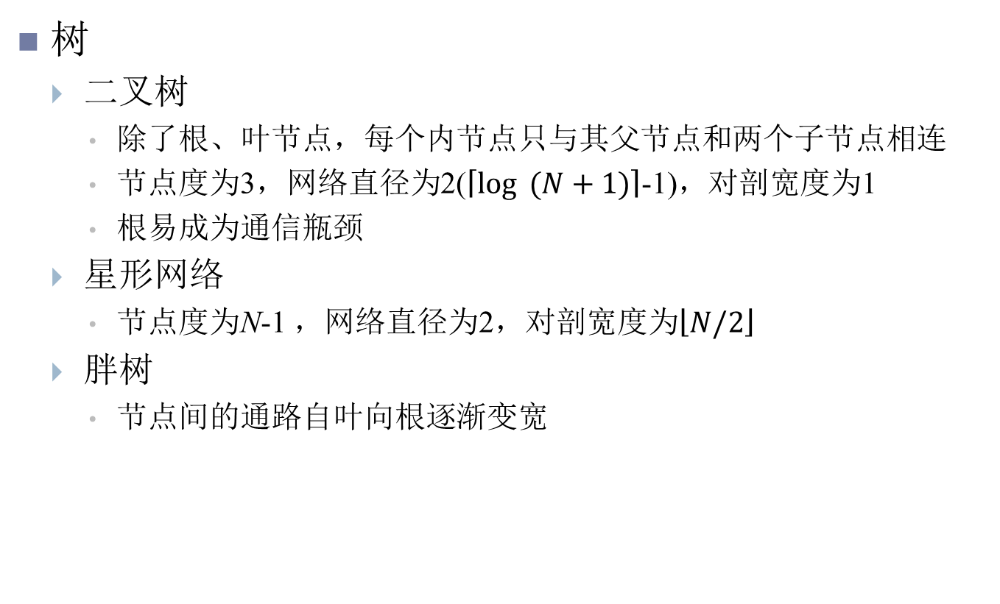 树
二叉树
除了根、叶节点，每个内节点只与其父节点和两个子节点相连
节点度为3，网络直径为2(⌈log (N + 1)⌉-1)，对剖宽度为1
根易成为通信瓶颈
星形网络
节点度为N-1 ，网络直径为2，对剖宽度为⌊N/2⌋
胖树
节点间的通路自叶向根逐渐变宽